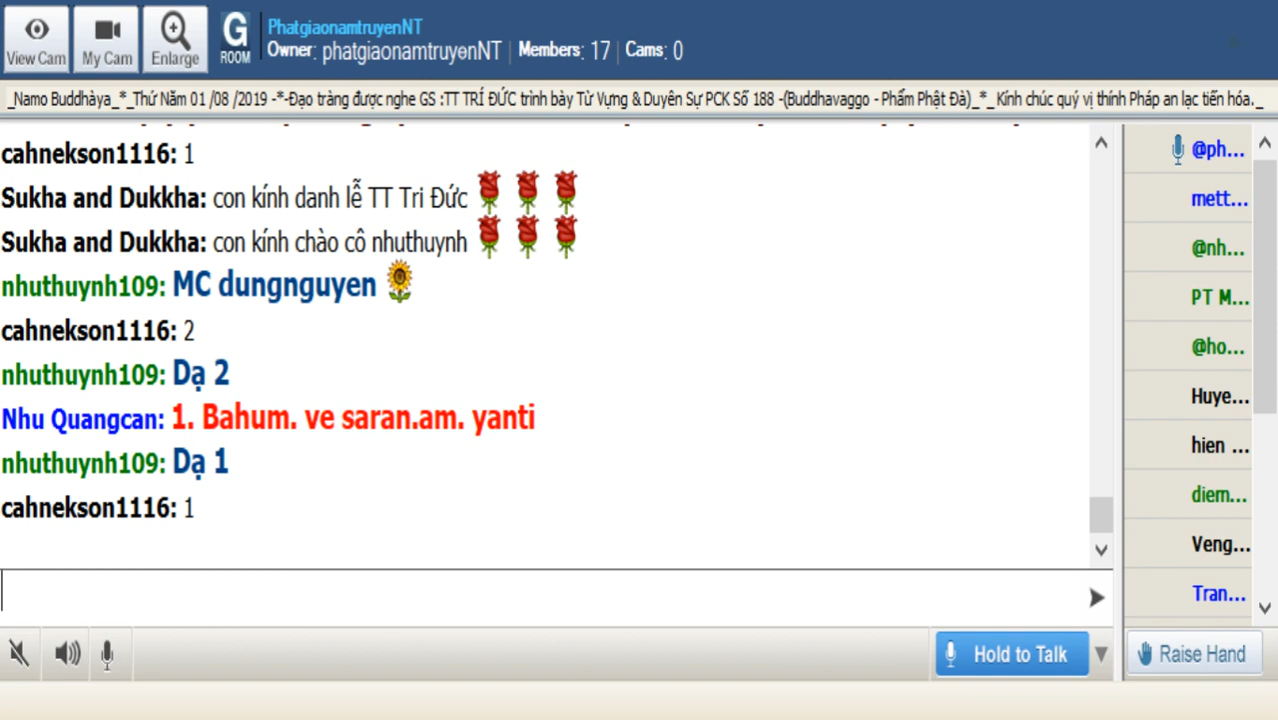 PhatgiaonamtruyenNT
Owner: phatgiaonamtruyenNT | Members: 17 | Cams: 0
View Cam
My Cam
Enlarge
G ROOM
_Namo Buddhàya_*_Thứ Năm 01 /08 /2019 -*-Đạo tràng được nghe GS :TT TRÍ ĐỨC trình bày Từ Vựng & Duyên Sự PCK Số 188 -(Buddhavaggo - Phẩm Phật Đà)_*_ Kính chúc quý vị thính Pháp an lạc tiến hóa._
cahnekson1116: 1
Sukha and Dukkha: con kính danh lễ TT Tri Đức
Sukha and Dukkha: con kính chào cô nhuthuynh
nhuthuynh109: MC dungnguyen
cahnekson1116: 2
nhuthuynh109: Dạ 2
Nhu Quangcan: 1. Bahum. ve saran.am. yanti
nhuthuynh109: Dạ 1
cahnekson1116: 1
@ph...
mett...
@nh...
PT M...
@ho...
Huye...
hien ...
diem...
Veng...
Tran...
Hold to Talk
Raise Hand